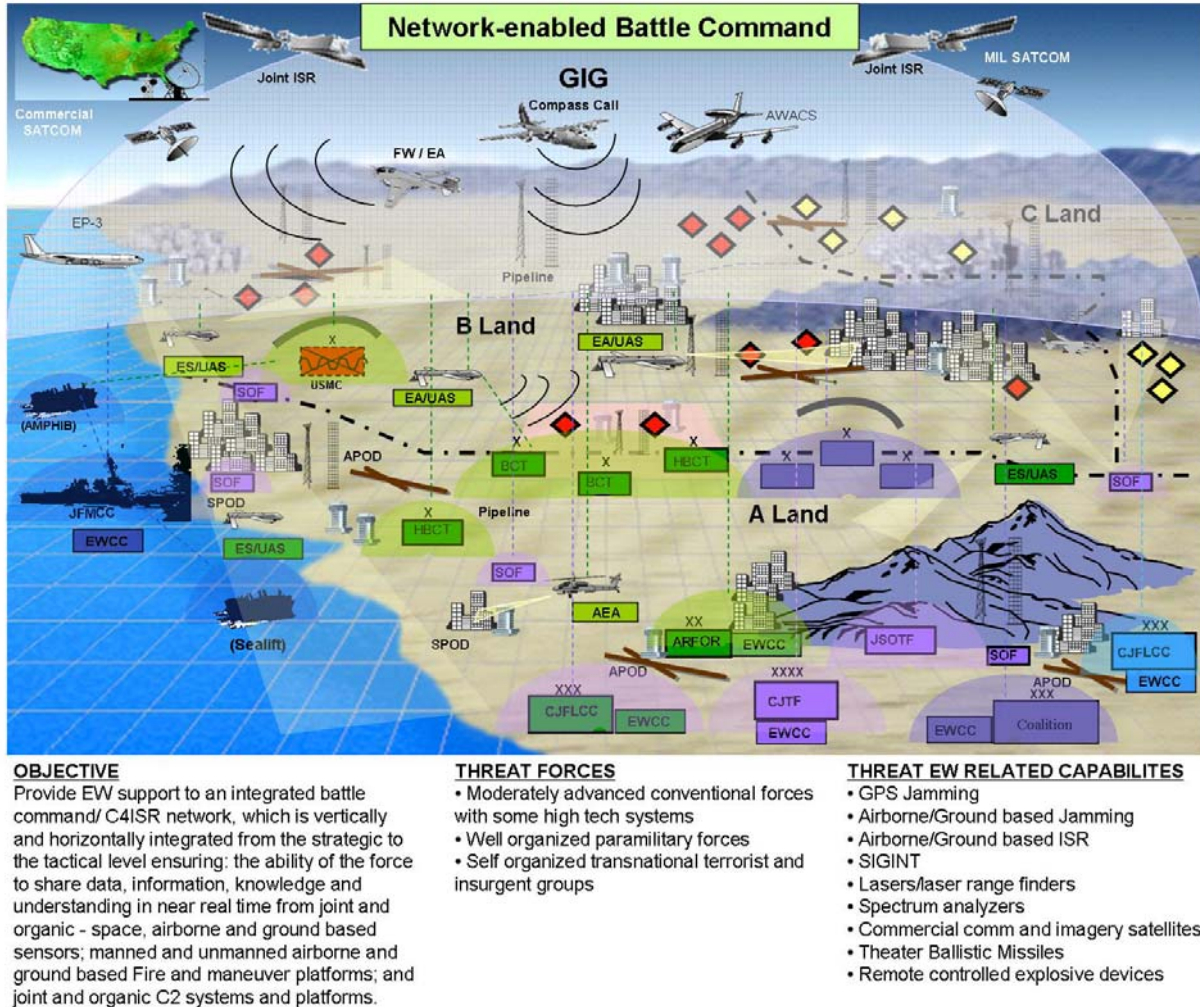 Network-enabled Battle Command
Joint ISR
GIG
Joint ISR
MIL SATCOM
Commercial
SATCOM
Compass Call
AWACS
FW / EA
EP-3
C Land
Pipeline
B Land
EA/UAS
X
ES/UAS
USMC
SOF
EA/UAS
(AMPHIB)
X
X
X
BCT
HBCT
X
BCT
X
X
X
ES/UAS
APOD
SOF
SPOD
SOF
JFMCC
Pipeline
A Land
X
HBCT
EWCC
ES/UAS
SOF
AEA
(Sealift)
SPOD
XX
ARFOR
EWCC
JSOTF
SOF
XXX
CJFLCC
EWCC
APOD
APOD
XXX
CJFLCC
EWCC
XXXX
CJTF
EWCC
XXX
EWCC
Coalition
OBJECTIVE
Provide EW support to an integrated battle
command/ C4ISR network, which is vertically
and horizontally integrated from the strategic to
the tactical level ensuring: the ability of the force
to share data, information, knowledge and
understanding in near real time from joint and
organic - space, airborne and ground based
sensors; manned and unmanned airborne and
ground based Fire and maneuver platforms; and
joint and organic C2 systems and platforms.
THREAT FORCES
• Moderately advanced conventional forces
with some high tech systems
• Well organized paramilitary forces
• Self organized transnational terrorist and
insurgent groups
THREAT EW RELATED CAPABILITES
• GPS Jamming
• Airborne/Ground based Jamming
• Airborne/Ground based ISR
• SIGINT
• Lasers/laser range finders
• Spectrum analyzers
• Commercial comm and imagery satellites
• Theater Ballistic Missiles
• Remote controlled explosive devices